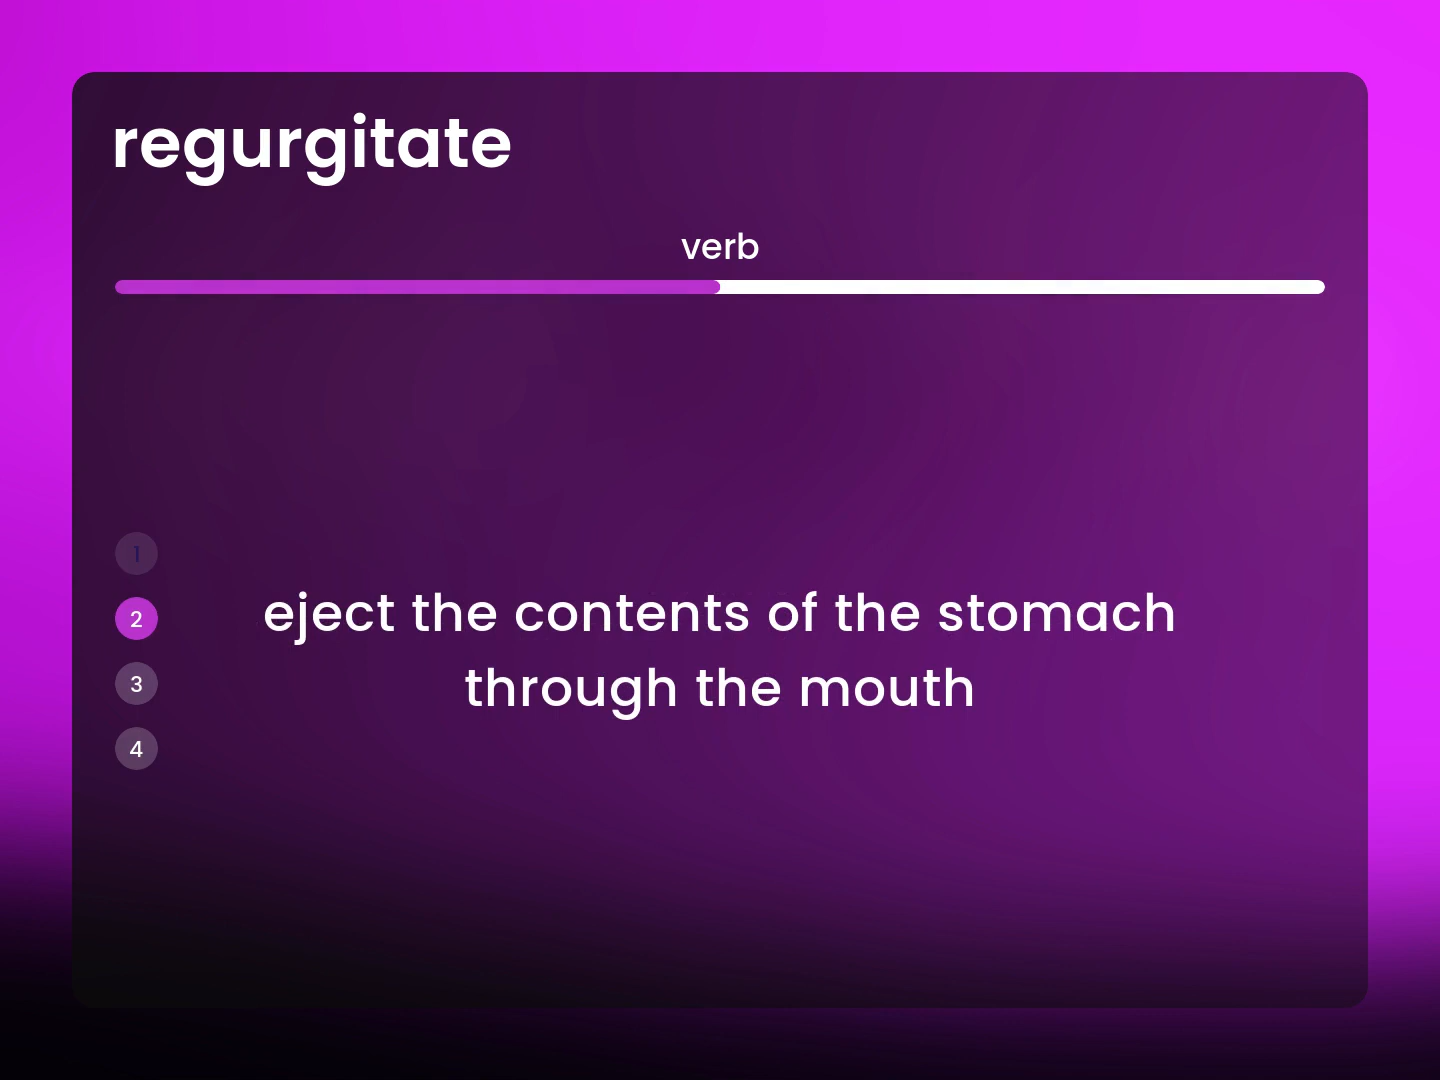 regurgitate
verb
1
2
eject the contents of the stomach
through the mouth
3
4